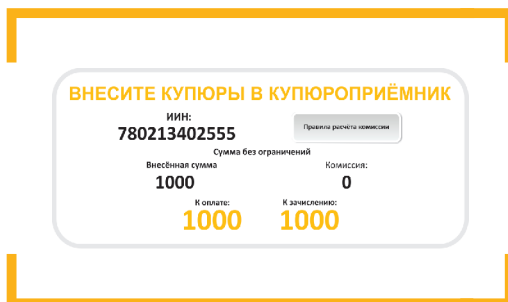 ВНЕСИТЕ КУПЮРЫ В КУПЮРОПРИЁМНИК
ИИН:
780213402555
Правила расчёта комиссии
Сумма без ограничений
Внесённая сумма
Комиссия:
1000
0
К оплате:
К зачислению:
1000
1000